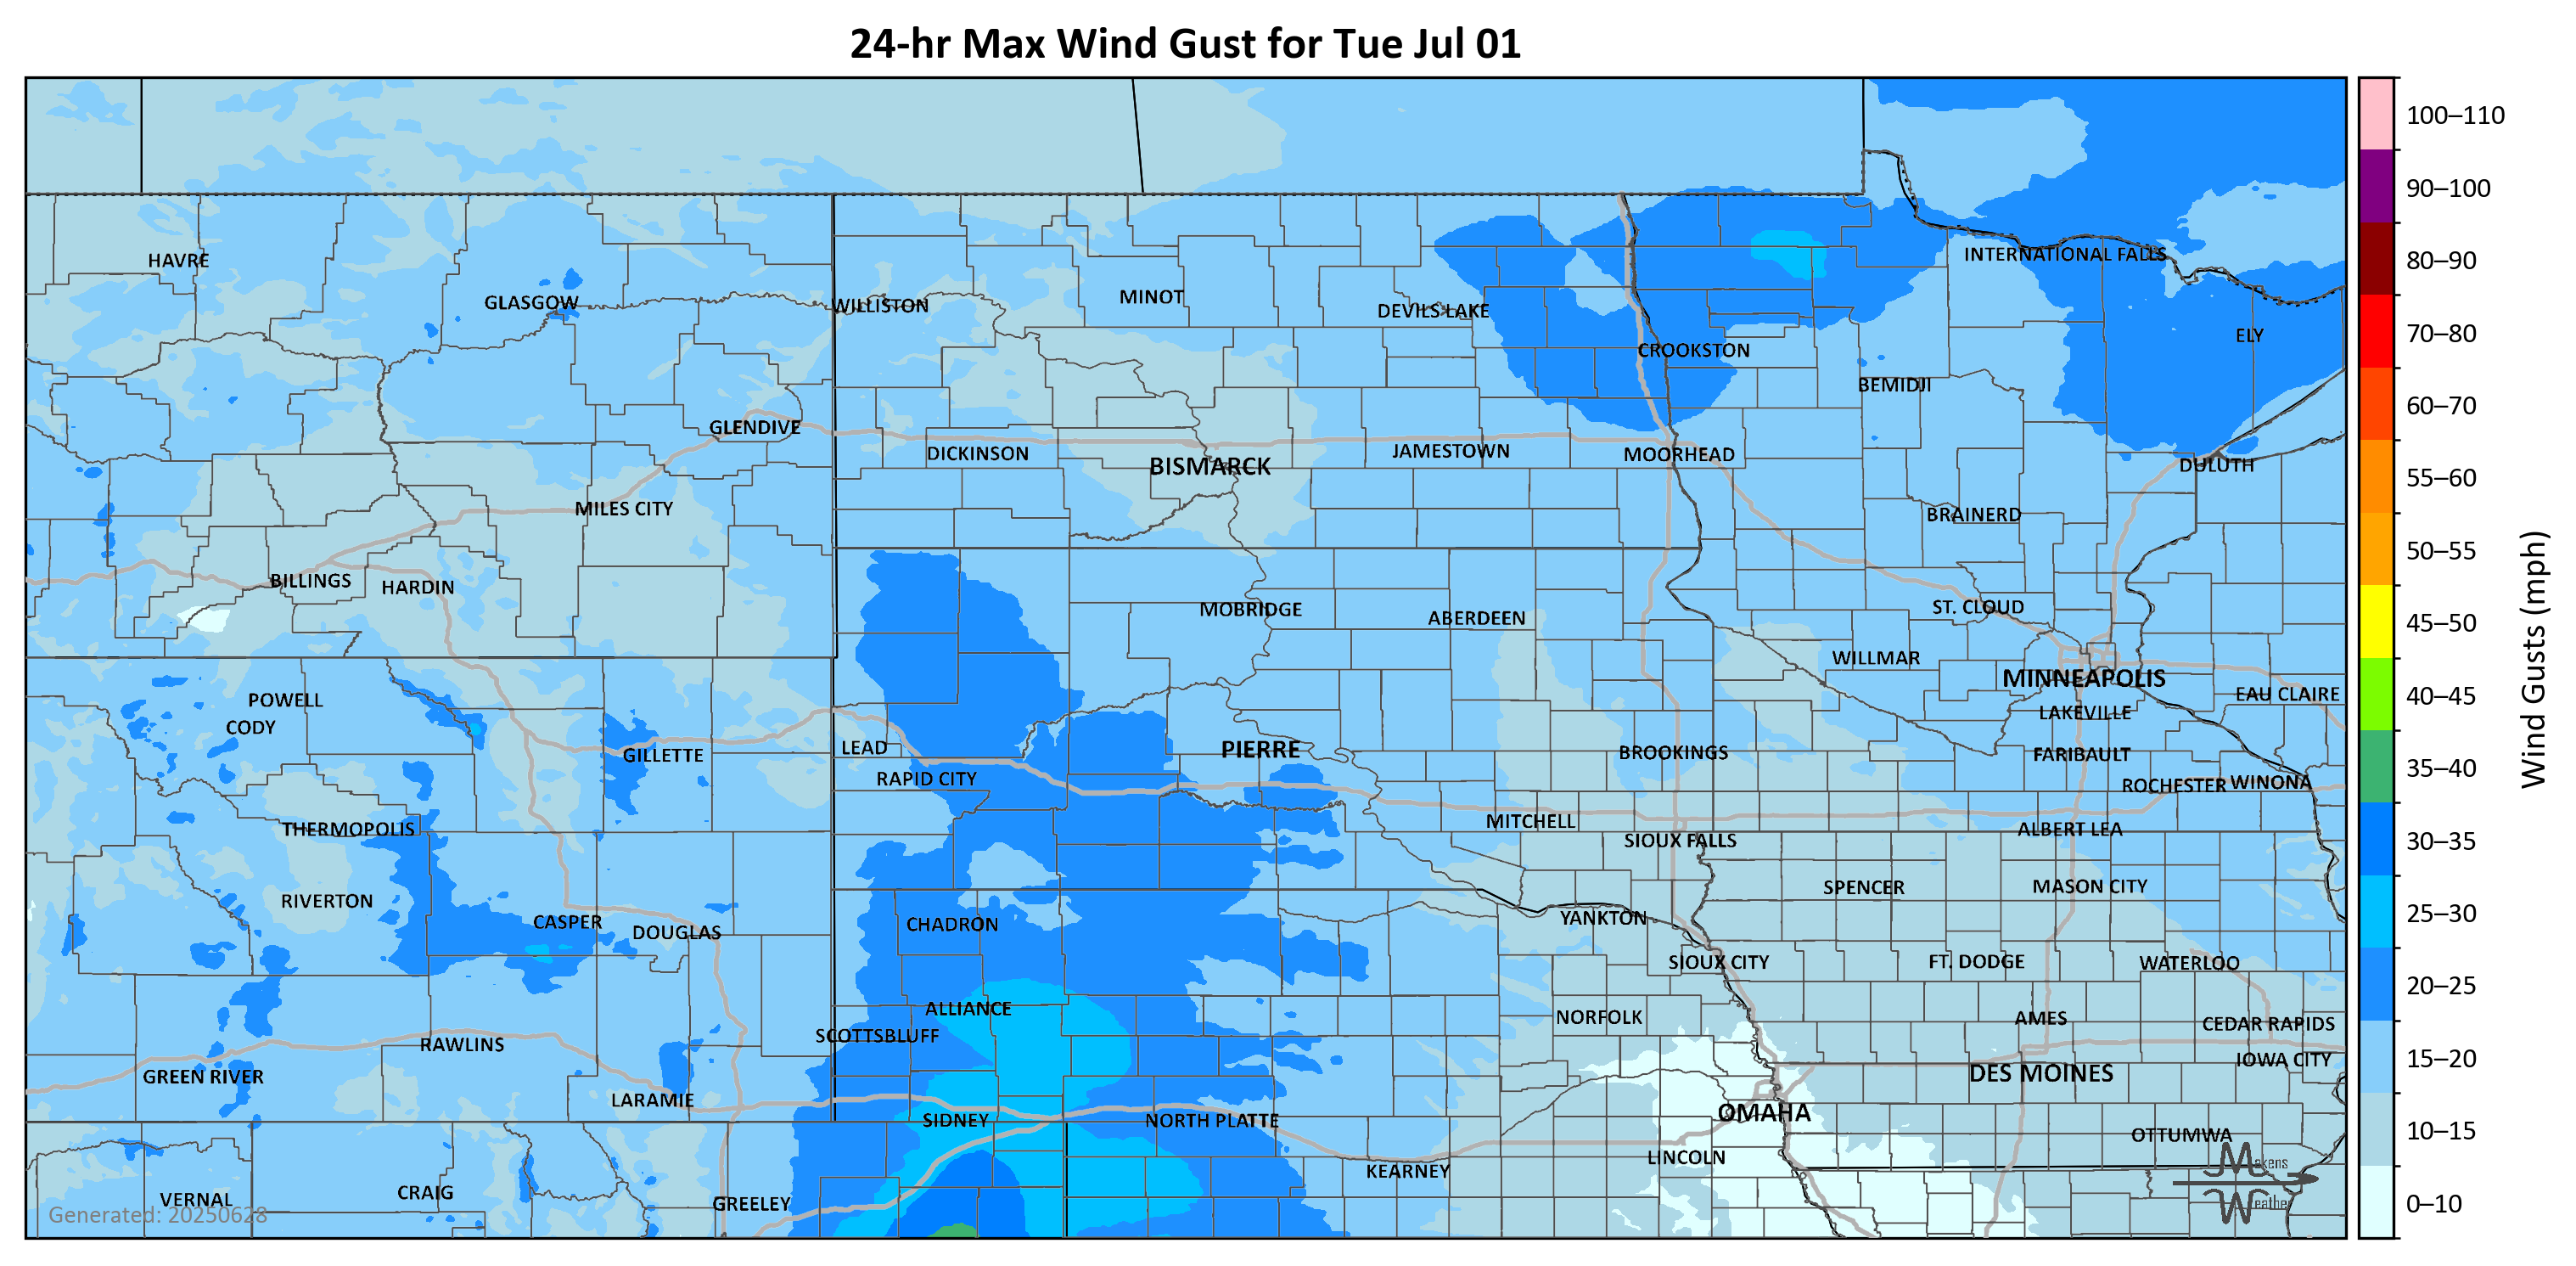 24-hr Max Wind Gust for Tue Jul 01
100–110
90–100
80–90
70–80
60–70
55–60
50–55
45–50
40–45
35–40
30–35
25–30
20–25
15–20
10–15
0–10
Wind Gusts (mph)
HAVRE
INTERNATIONAL FALLS
GLASGOW
WILLISTON
MINOT
DEVILS LAKE
ELY
CROOKSTON
BEMIDJI
GLENDIVE
DICKINSON
BISMARCK
JAMESTOWN
MOORHEAD
DULUTH
MILES CITY
BRAINERD
BILLINGS
HARDIN
MOBRIDGE
ABERDEEN
ST. CLOUD
WILLMAR
MINNEAPOLIS
EAU CLAIRE
POWELL
CODY
LAKEVILLE
GILLETTE
LEAD
PIERRE
BROOKINGS
FARIBAULT
RAPID CITY
ROCHESTER
WINONA
THERMOPOLIS
MITCHELL
SIOUX FALLS
ALBERT LEA
RIVERTON
SPENCER
MASON CITY
CASPER
DOUGLAS
CHADRON
YANKTON
SIOUX CITY
FT. DODGE
WATERLOO
ALLIANCE
NORFOLK
AMES
CEDAR RAPIDS
RAWLINS
SCOTTSBLUFF
IOWA CITY
GREEN RIVER
DES MOINES
LARAMIE
SIDNEY
NORTH PLATTE
OMAHA
OTTUMWA
LINCOLN
KEARNEY
VERNAL
CRAIG
GREELEY
Generated: 20250628
Makens
Weather